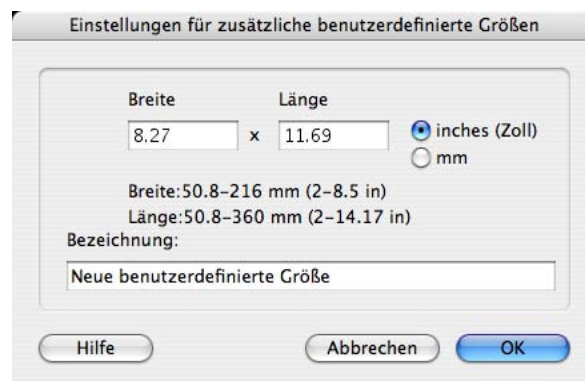 Einstellungen für zusätzliche benutzerdefinierte Größen
Breite Länge
8.27 x 11.69 inches (Zoll)
mm
Breite:50.8–216 mm (2–8.5 in)
Länge:50.8–360 mm (2–14.17 in)
Bezeichnung:
Neue benutzerdefinierte Größe
Hilfe Abbrechen OK